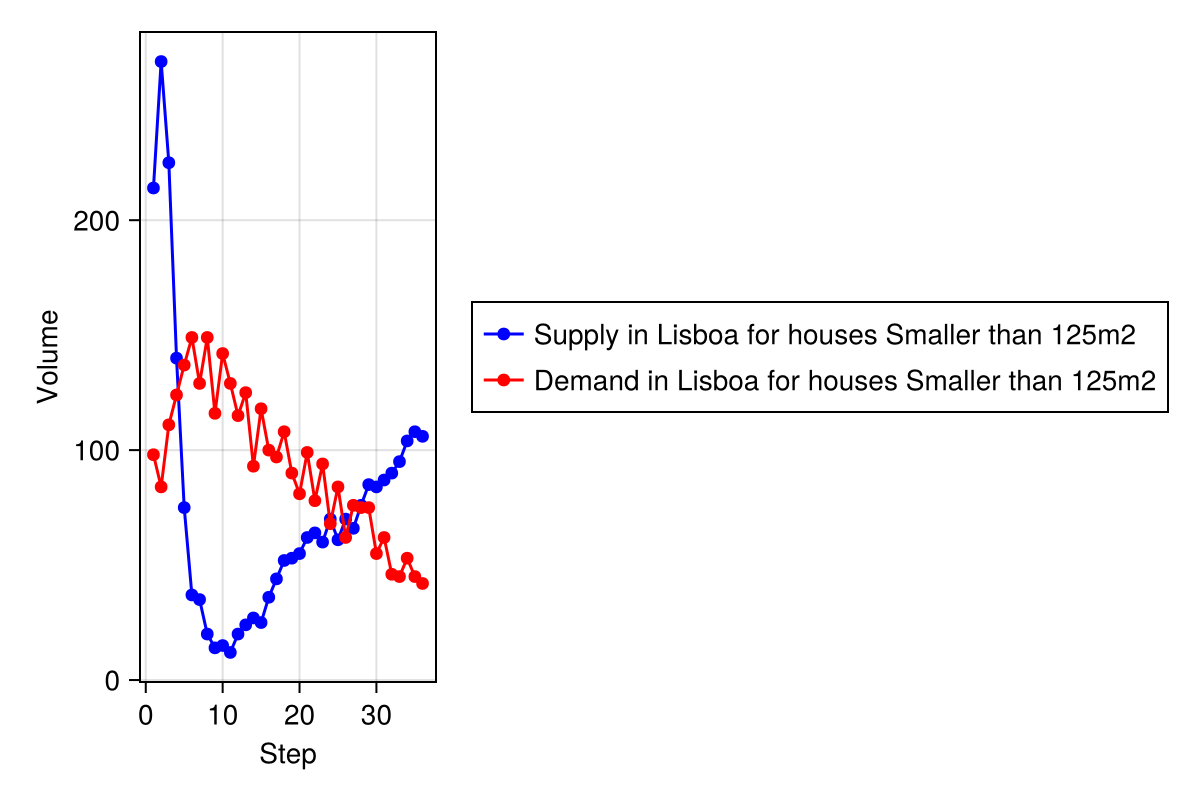 Volume
200
100
0
0 10 20 30
Step
Supply in Lisboa for houses Smaller than 125m2
Demand in Lisboa for houses Smaller than 125m2